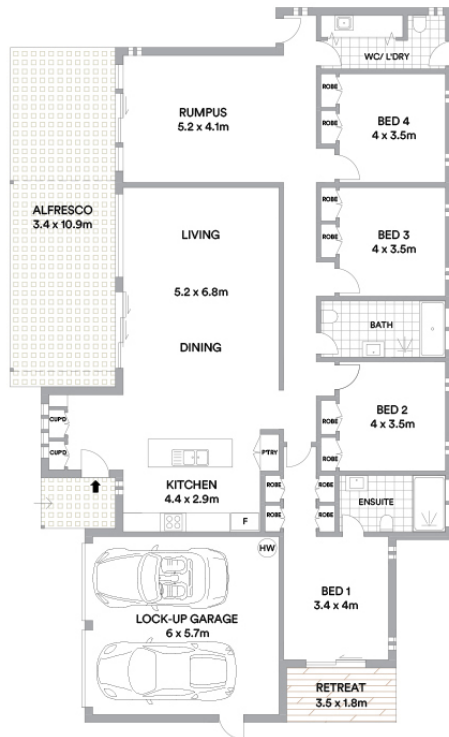 WC/ L'DRY
ROBE
ROBE
BED 4
4 x 3.5m
RUMPUS
5.2 x 4.1m
ROBE
ROBE
BED 3
4 x 3.5m
ALFRESCO
3.4 x 10.9m
LIVING
5.2 x 6.8m
DINING
BATH
ROBE
ROBE
BED 2
4 x 3.5m
CUP'D
CUP'D
P'TRY
KITCHEN
4.4 x 2.9m
F
ROBE
ROBE
ROBE
ROBE
ENSUITE
HW
BED 1
3.4 x 4m
LOCK-UP GARAGE
6 x 5.7m
RETREAT
3.5 x 1.8m